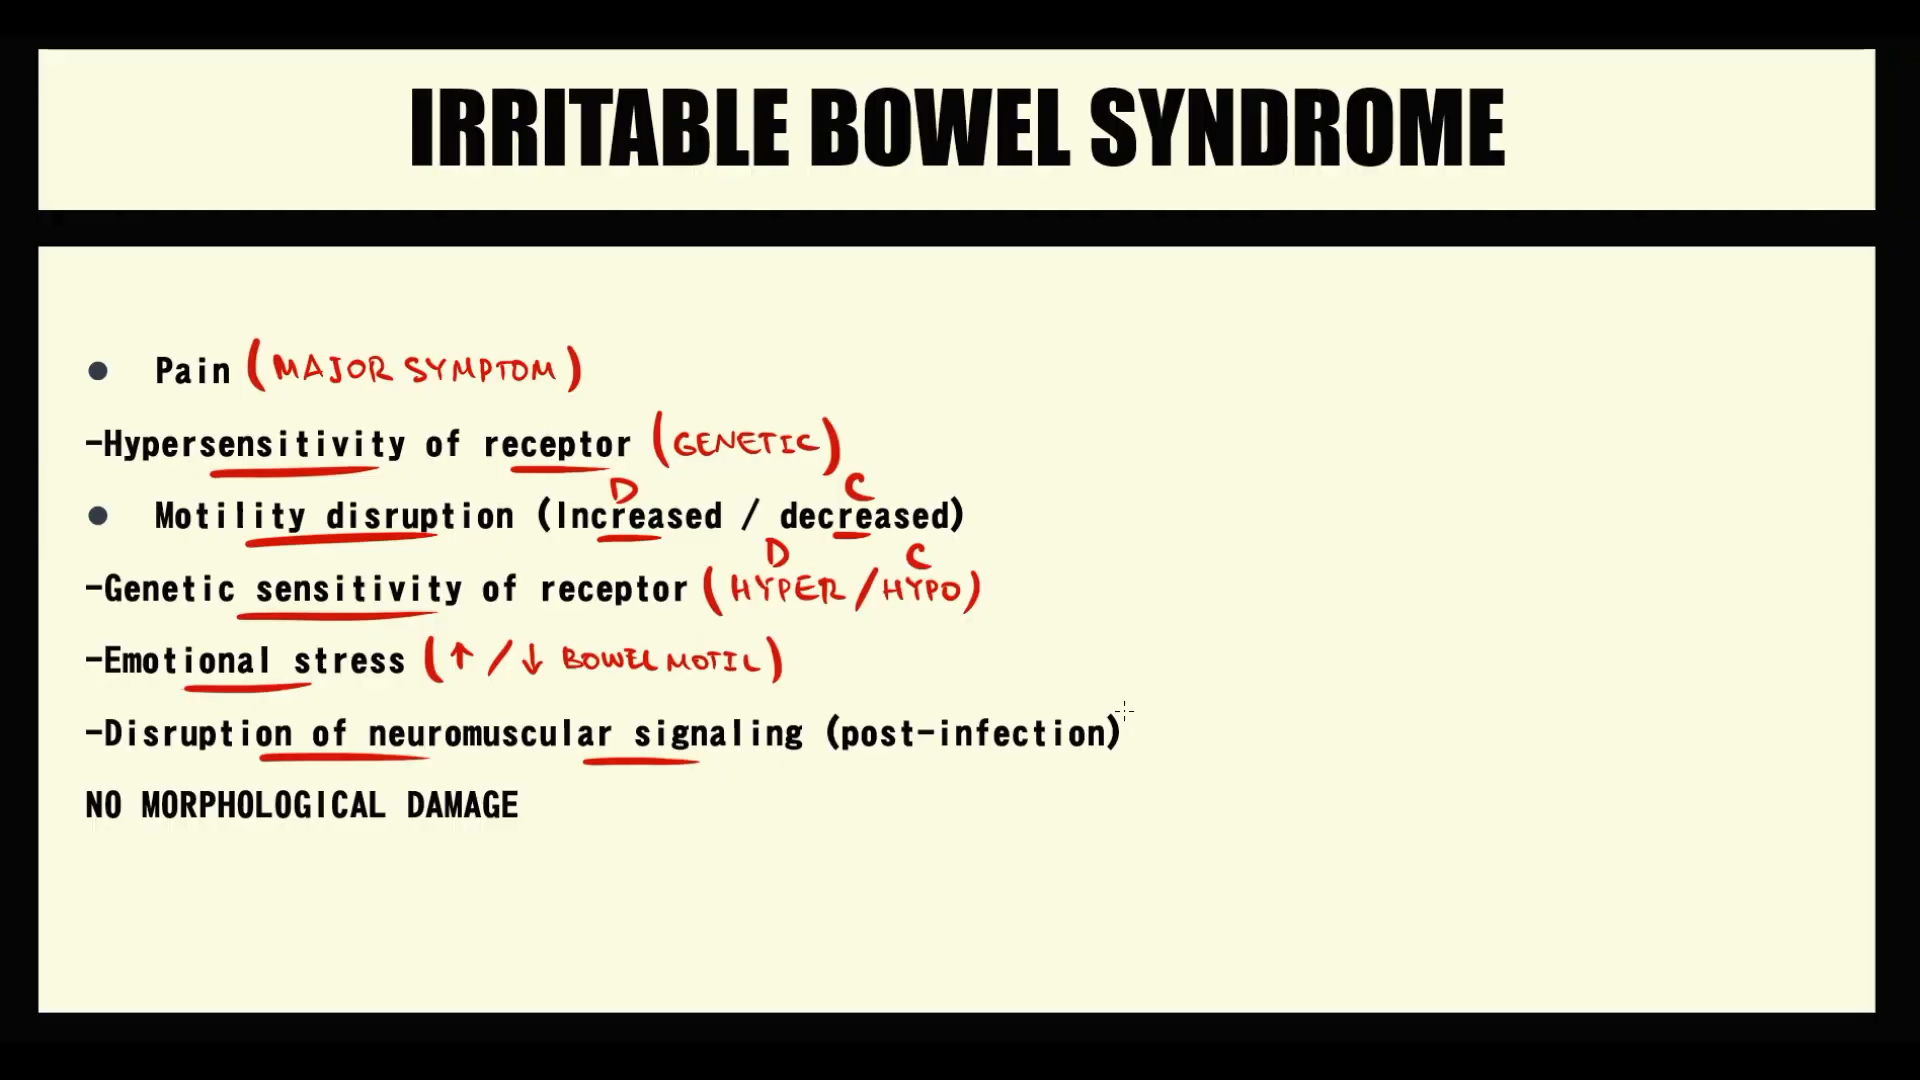 IRRITABLE BOWEL SYNDROME
● Pain (MAJOR SYMPTOM)
-Hypersensitivity of receptor (GENETIC)
D C
● Motility disruption (Increased / decreased)
D C
-Genetic sensitivity of receptor (HYPER/HYPO)
-Emotional stress (↑/↓ BOWEL MOTIL)
-Disruption of neuromuscular signaling (post-infection)
NO MORPHOLOGICAL DAMAGE